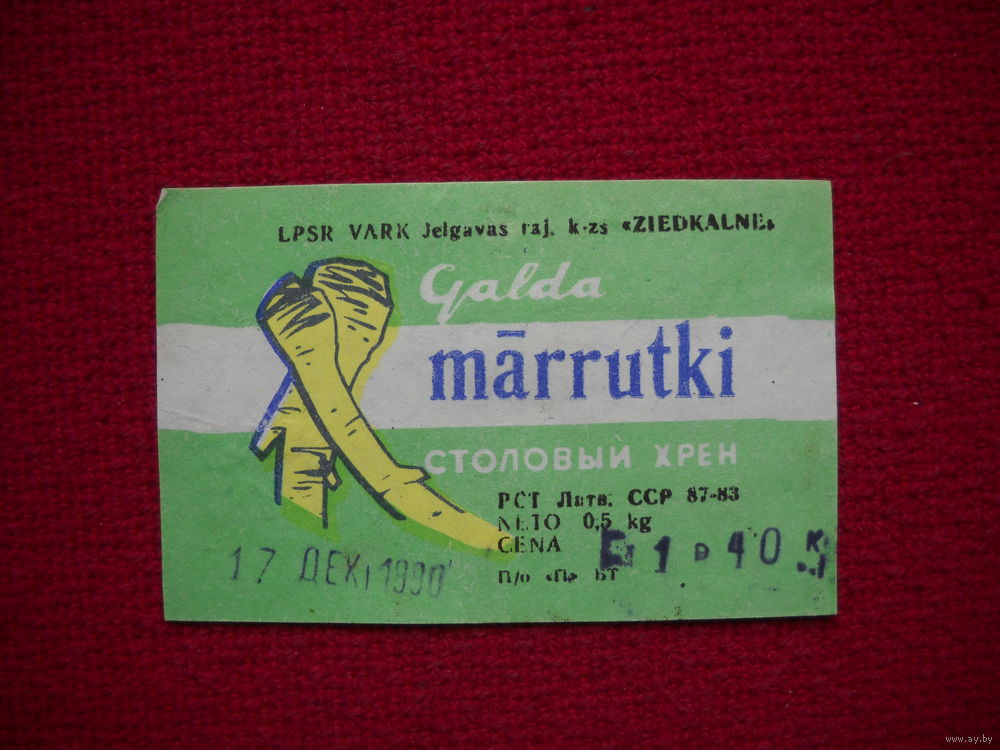 LPSR VARK Jelgavas raj. k-zs «ZIEDKALNE»
Galda
mārrutki
СТОЛОВЫЙ ХРЕН
РСТ Латв. ССР 87-83
NETO 0,5 kg
CENA 1 р 40 к
17 ДЕК 1990
П/о «П» ВТ
www.ay.by